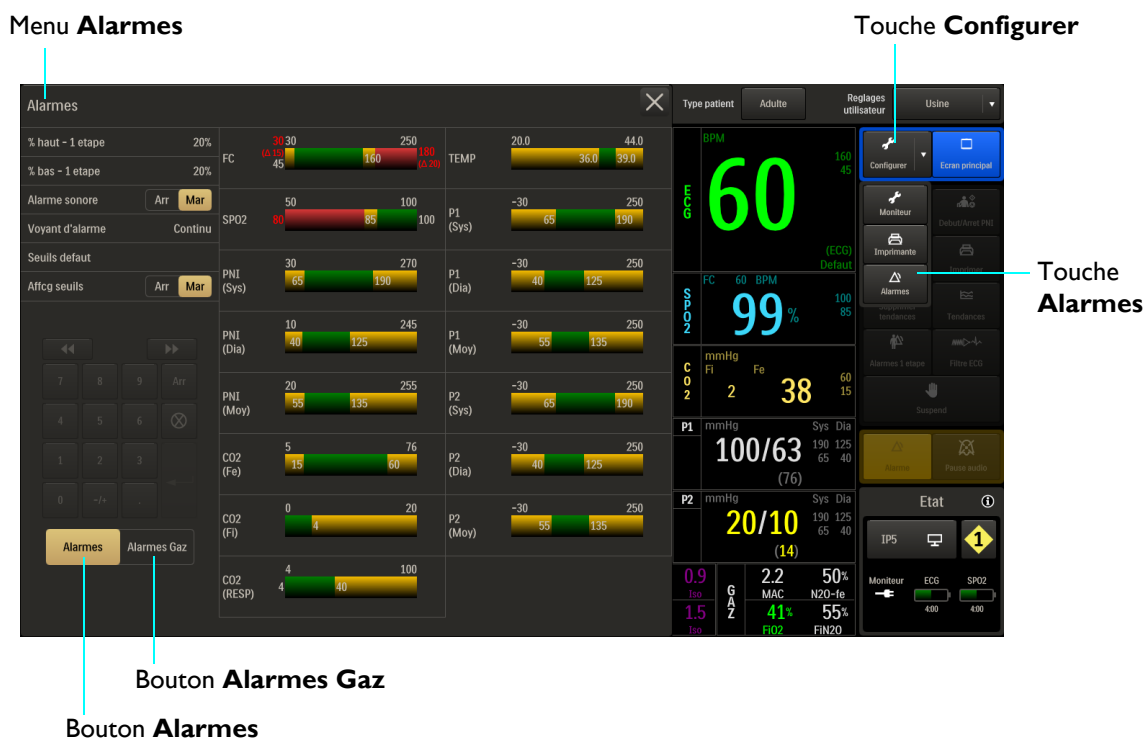 Menu Alarmes
Touche Configurer
Alarmes
% haut - 1 etape 20%
% bas - 1 etape 20%
Alarme sonore Arr Mar
Voyant d'alarme Continu
Seuils defaut
Affcg seuils Arr Mar
7 8 9 Arr
4 5 6
1 2 3
0 -/+ .
Alarmes Alarmes Gaz
FC 30 30 250 180
(Δ 15) 45 160 (Δ 20)
SPO2 50 100
80 85 100
PNI (Sys) 30 270
65 190
PNI (Dia) 10 245
40 125
PNI (Moy) 20 255
55 135
CO2 (Fe) 5 76
15 60
CO2 (Fi) 0 20
4
CO2 (RESP) 4 100
4 40
TEMP 20.0 44.0
36.0 39.0
P1 (Sys) -30 250
65 190
P1 (Dia) -30 250
40 125
P1 (Moy) -30 250
55 135
P2 (Sys) -30 250
65 190
P2 (Dia) -30 250
40 125
P2 (Moy) -30 250
55 135
Type patient Adulte
Reglages utilisateur Usine
ECG BPM
60 160
45
(ECG)
Defaut
SPO2 FC 60 BPM
99% 100
85
CO2 mmHg
Fi Fe
2 38 60
15
P1 mmHg Sys Dia
100/63 190 125
65 40
(76)
P2 mmHg Sys Dia
20/10 190 125
65 40
(14)
0.9 Iso
1.5 Iso
GAZ
2.2 MAC 50% N2O-fe
41% FiO2 55% FiN2O
Configurer Ecran principal
Moniteur
Imprimante
Alarmes
Debut/Arret PNI
Imprimer
tendances Tendances
Alarmes 1 etape Filtre ECG
Suspend
Alarme Pause audio
Etat
IP5 1
Moniteur ECG SPO2
4:00 4:00
Touche
Alarmes
Bouton Alarmes Gaz
Bouton Alarmes